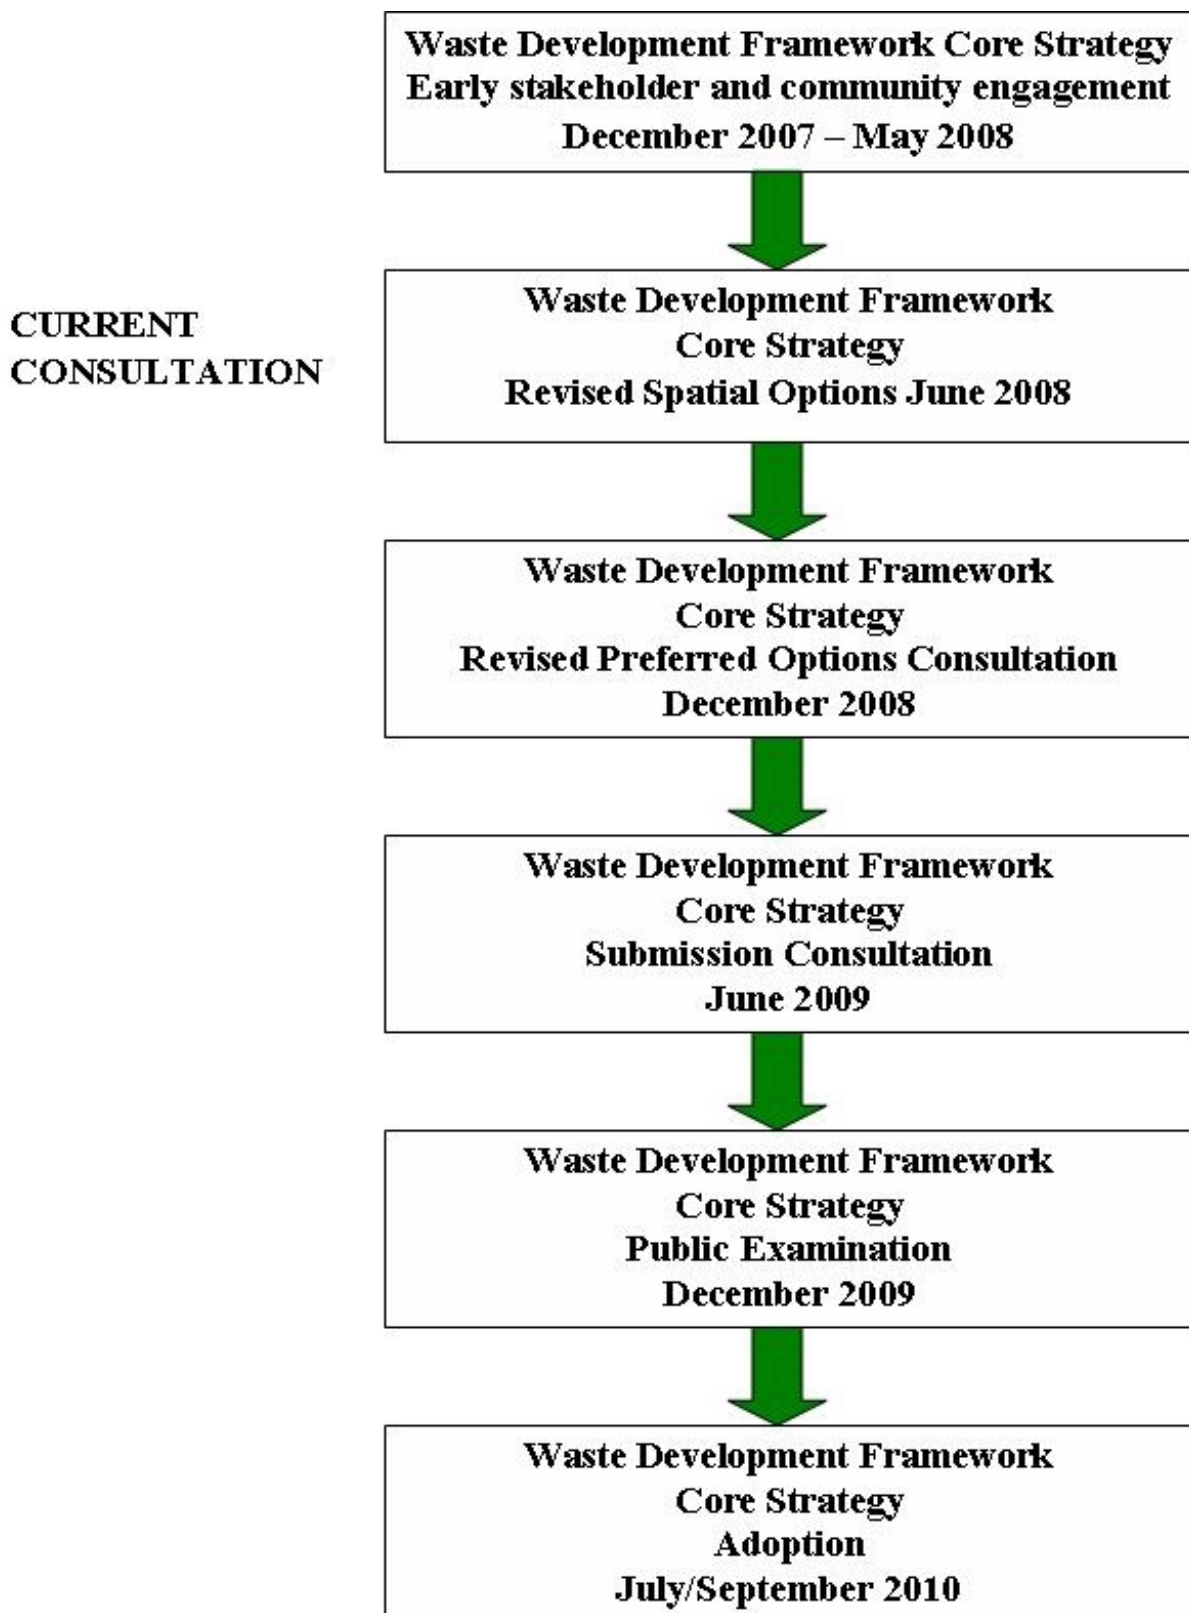 Waste Development Framework Core Strategy
Early stakeholder and community engagement
December 2007 – May 2008
CURRENT
CONSULTATION
Waste Development Framework
Core Strategy
Revised Spatial Options June 2008
Waste Development Framework
Core Strategy
Revised Preferred Options Consultation
December 2008
Waste Development Framework
Core Strategy
Submission Consultation
June 2009
Waste Development Framework
Core Strategy
Public Examination
December 2009
Waste Development Framework
Core Strategy
Adoption
July/September 2010